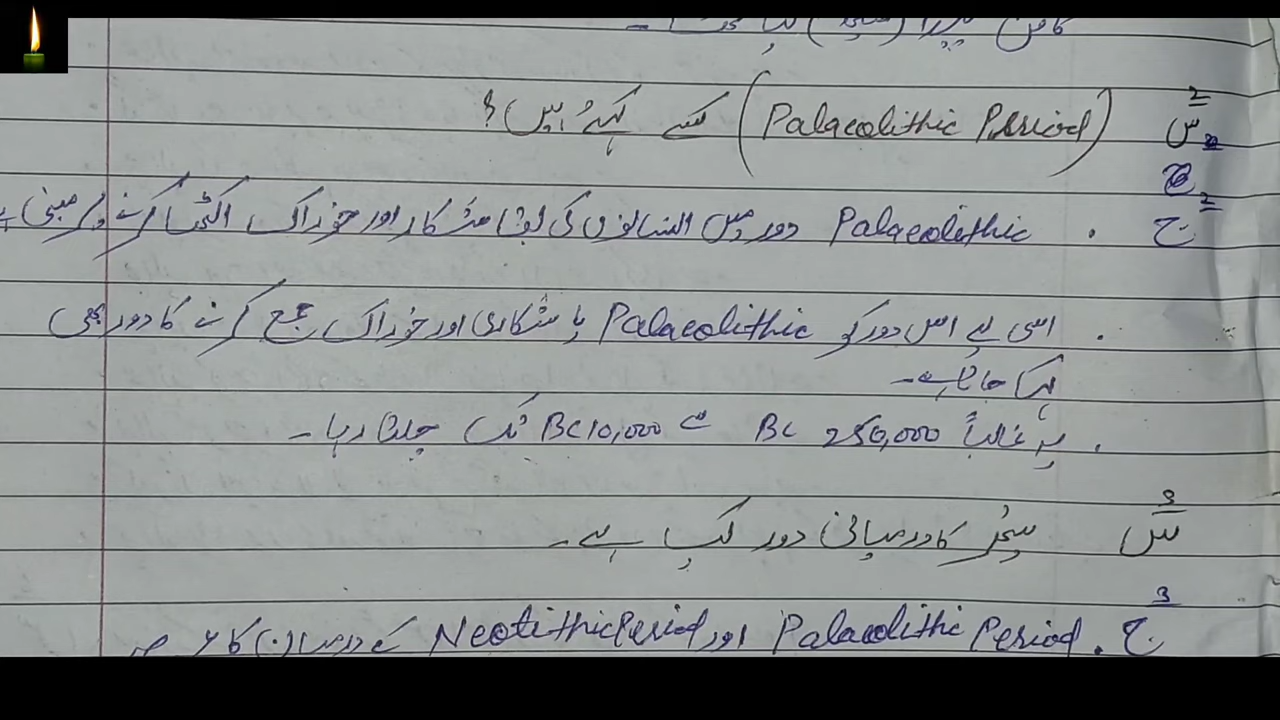 س۲ (Palaeolithic Period) کسے کہتے ہیں؟
ج۲ . Palaeolithic دور میں انسانوں کی بقا شکار اور خوراک اکٹھا کرنے پر مبنی ہے
. اسی لیے اس دور کو Palaeolithic یا شکاری اور خوراک جمع کرنے کا دور بھی
کہا جاتا ہے۔
. یہ غالباً 250,000 BC سے BC 10,000 تک چلتا رہا۔
س۳ پتھر کا درمیانی دور کیا ہے۔
ج۳ . Palaeolithic Period اور Neolithic Period کے درمیان کا